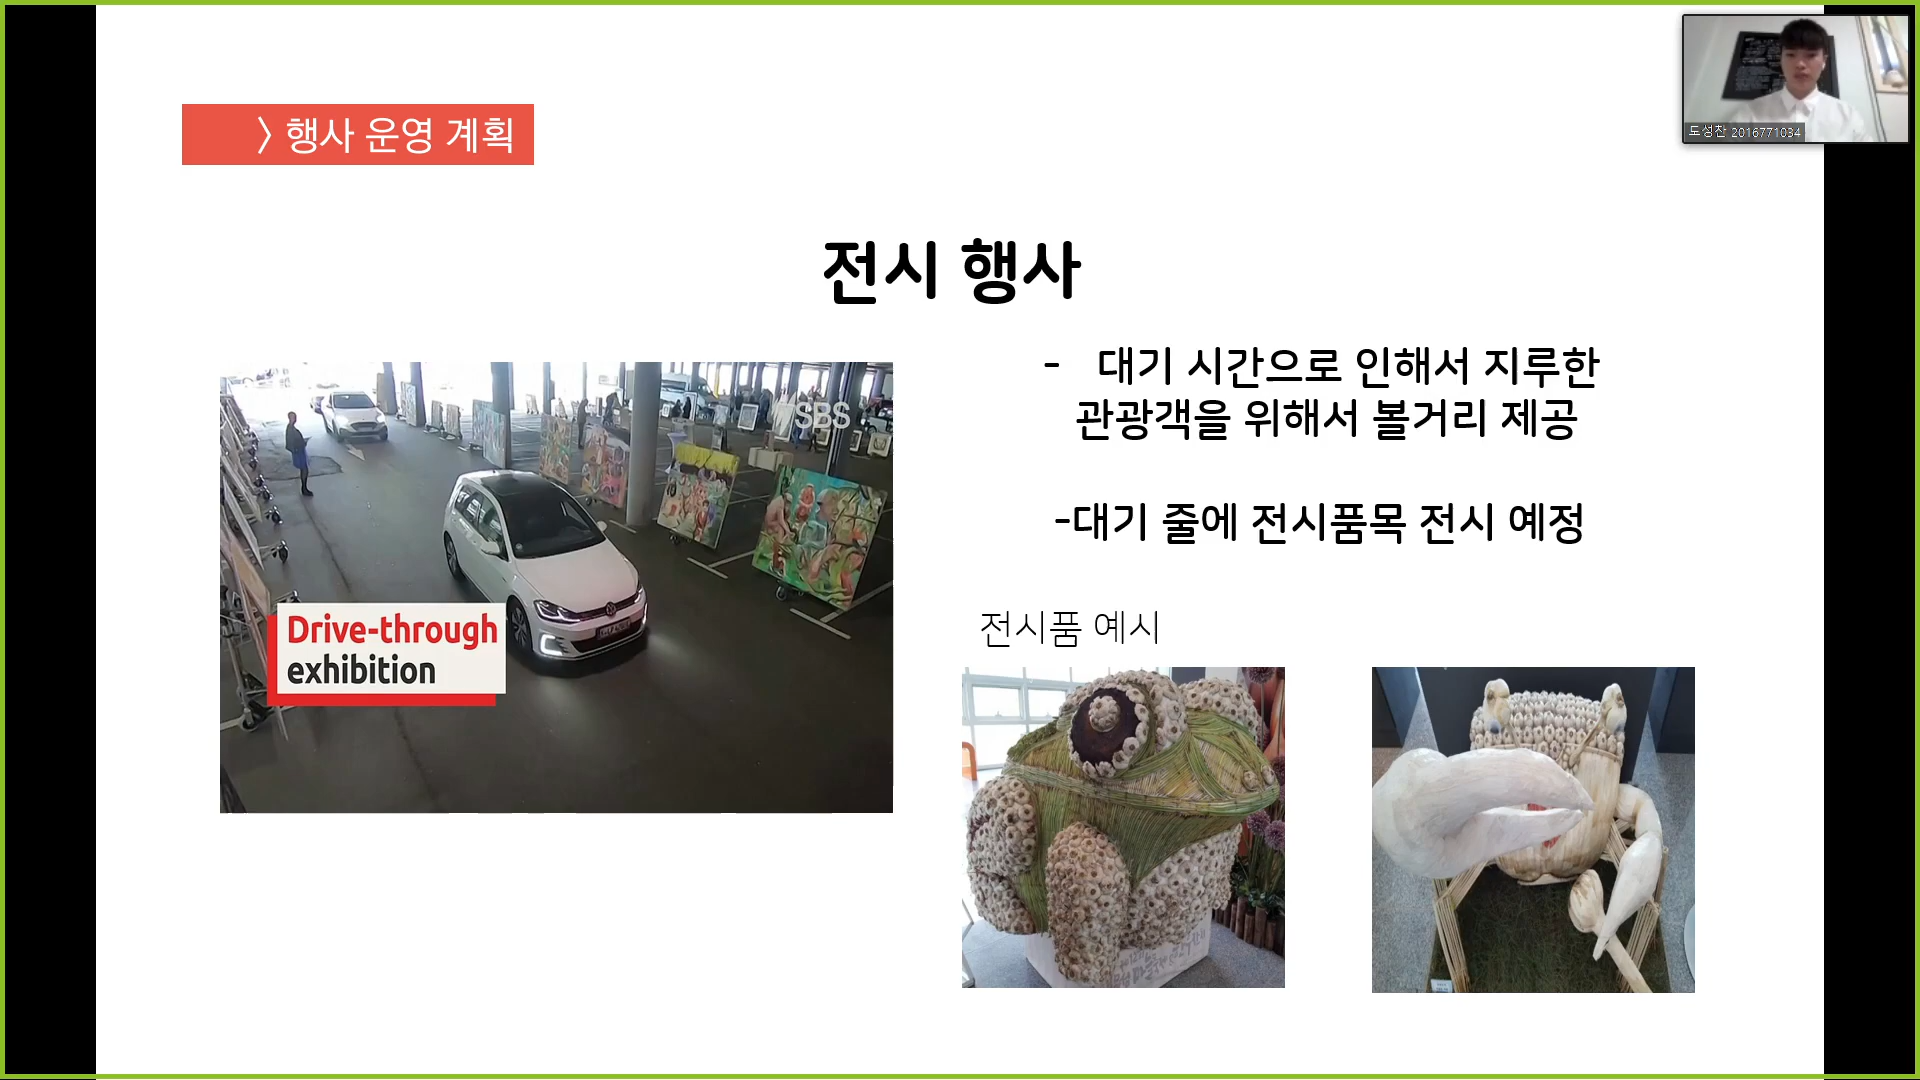 〉행사 운영 계획
도성찬 2016771034
전시 행사
- 대기 시간으로 인해서 지루한
관광객을 위해서 볼거리 제공
-대기 줄에 전시품목 전시 예정
SBS
Drive-through
exhibition
전시품 예시